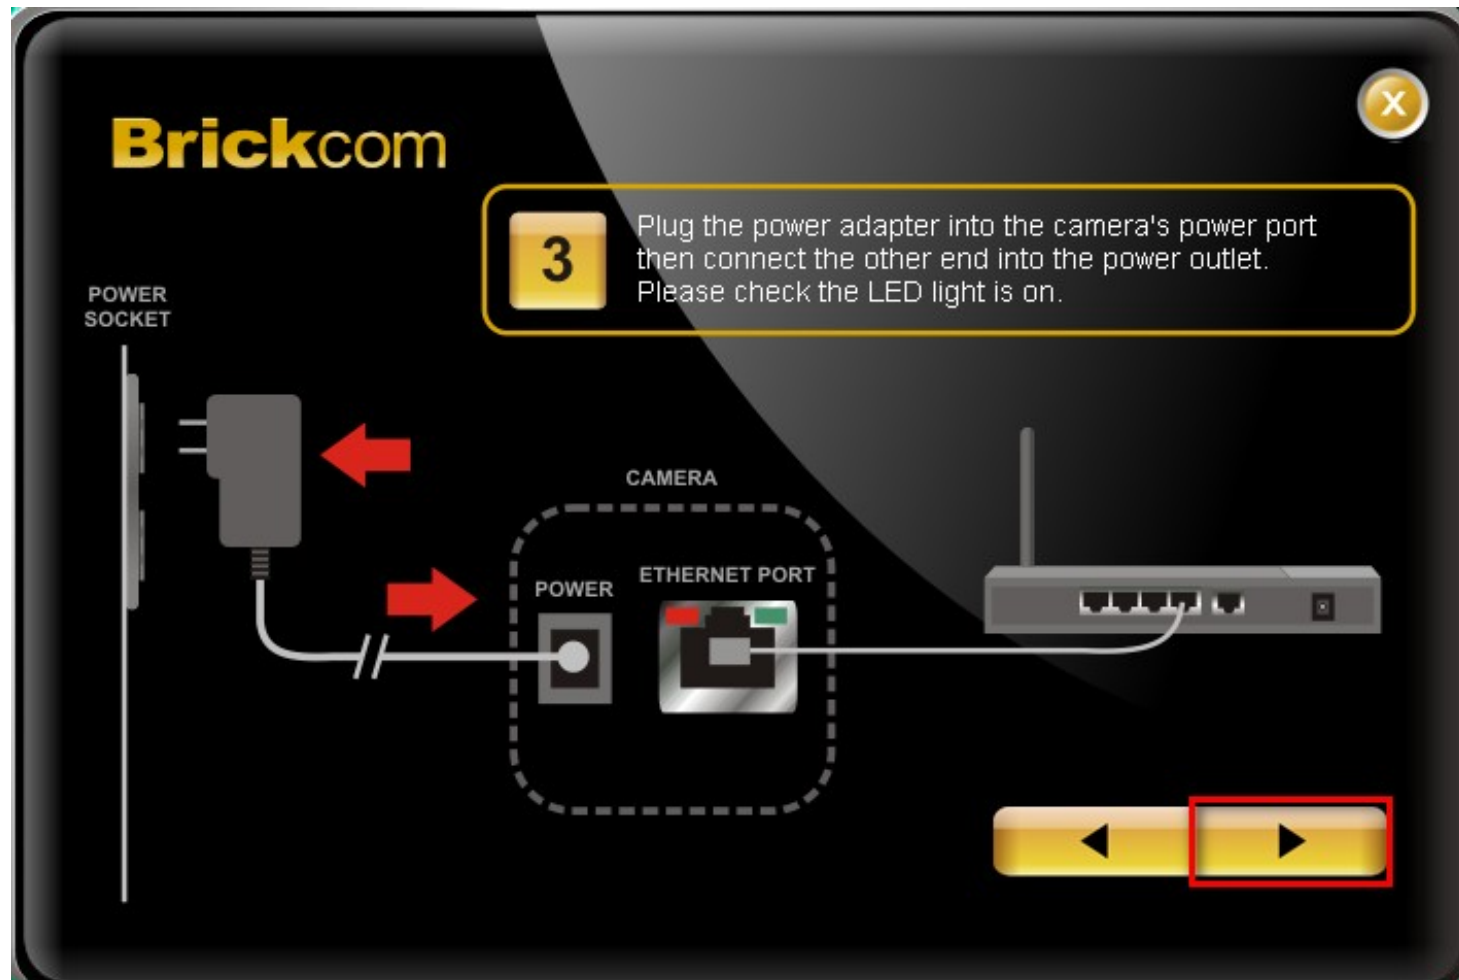 Brickcom
X
3
Plug the power adapter into the camera's power port
then connect the other end into the power outlet.
Please check the LED light is on.
POWER
SOCKET
CAMERA
POWER
ETHERNET PORT